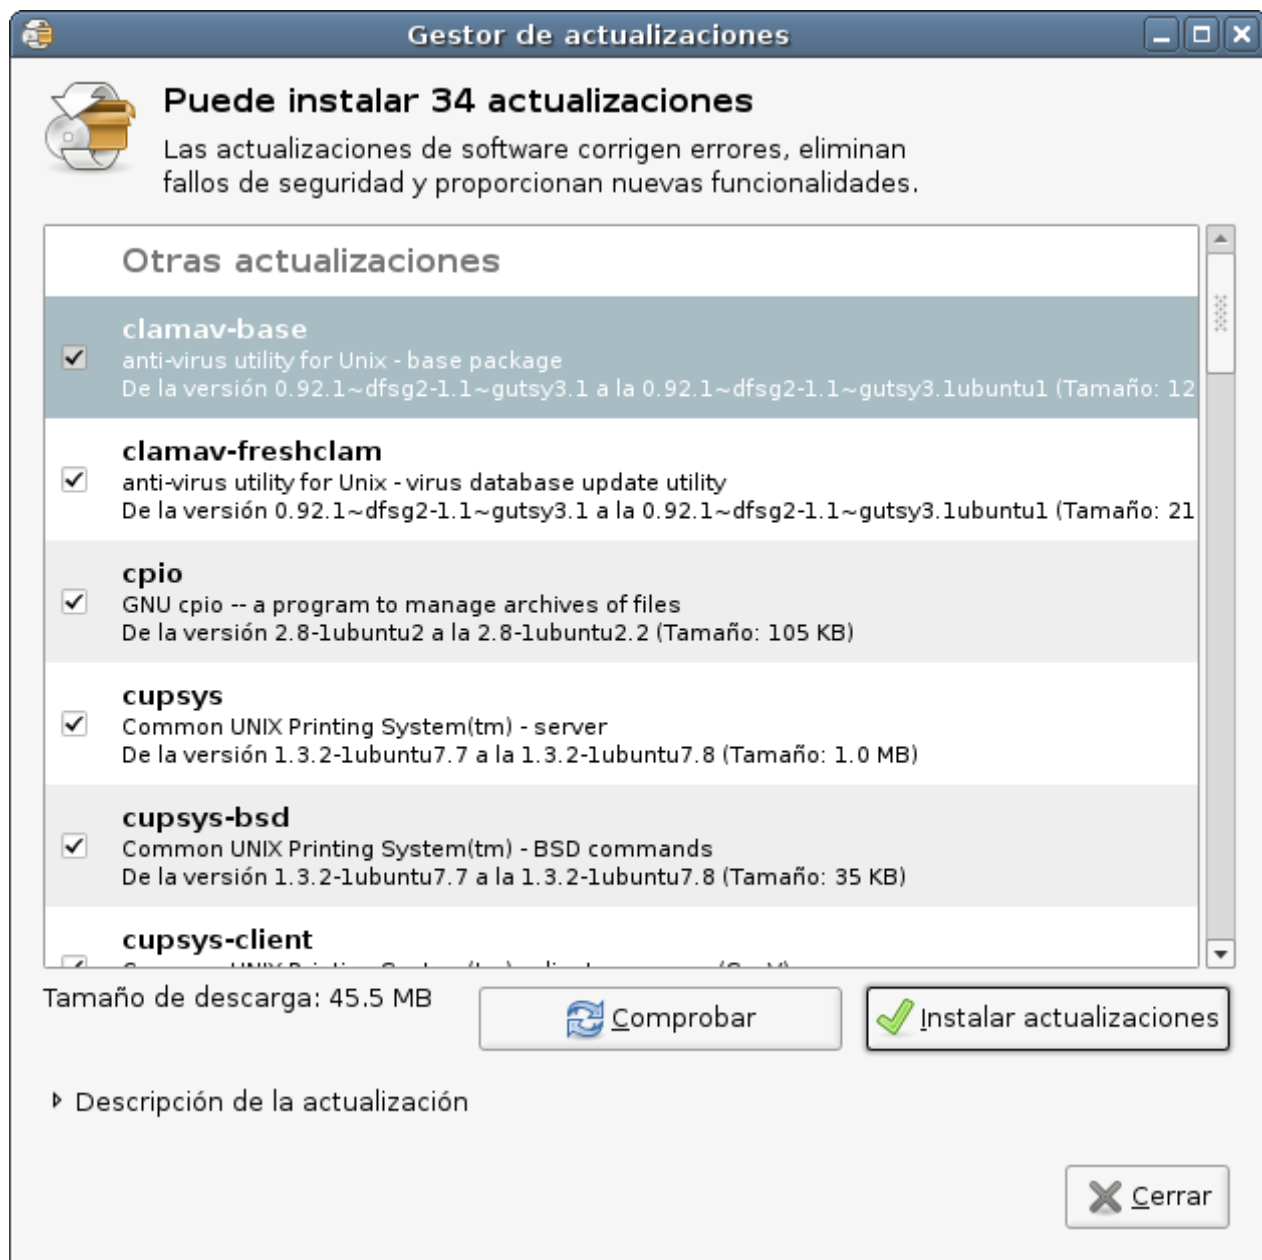 Gestor de actualizaciones
Puede instalar 34 actualizaciones
Las actualizaciones de software corrigen errores, eliminan
fallos de seguridad y proporcionan nuevas funcionalidades.
Otras actualizaciones
clamav-base
anti-virus utility for Unix - base package
De la versión 0.92.1~dfsg2-1.1~gutsy3.1 a la 0.92.1~dfsg2-1.1~gutsy3.1ubuntu1 (Tamaño: 12
clamav-freshclam
anti-virus utility for Unix - virus database update utility
De la versión 0.92.1~dfsg2-1.1~gutsy3.1 a la 0.92.1~dfsg2-1.1~gutsy3.1ubuntu1 (Tamaño: 21
cpio
GNU cpio -- a program to manage archives of files
De la versión 2.8-1ubuntu2 a la 2.8-1ubuntu2.2 (Tamaño: 105 KB)
cupsys
Common UNIX Printing System(tm) - server
De la versión 1.3.2-1ubuntu7.7 a la 1.3.2-1ubuntu7.8 (Tamaño: 1.0 MB)
cupsys-bsd
Common UNIX Printing System(tm) - BSD commands
De la versión 1.3.2-1ubuntu7.7 a la 1.3.2-1ubuntu7.8 (Tamaño: 35 KB)
cupsys-client
Tamaño de descarga: 45.5 MB
Comprobar
Instalar actualizaciones
Descripción de la actualización
Cerrar